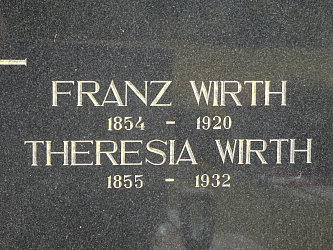 FRANZ WIRTH
1854 - 1920
THERESIA WIRTH
1855 - 1932